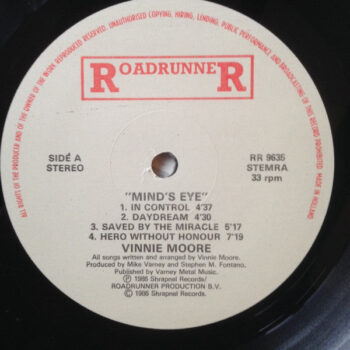 ALL RIGHTS OF THE PRODUCER AND OF THE OWNER OF THE WORK REPRODUCED RESERVED. UNAUTHORISED COPYING, HIRING, LENDING, PUBLIC PERFORMANCE AND BROADCASTING OF THIS RECORD PROHIBITED MADE IN HOLLAND
ROADRUNNER
SIDE A
STEREO
RR 9635
STEMRA
33 rpm
"MIND'S EYE"
1. IN CONTROL 4'37
2. DAYDREAM 4'30
3. SAVED BY THE MIRACLE 5'17
4. HERO WITHOUT HONOUR 7'19
VINNIE MOORE
All songs written and arranged by Vinnie Moore.
Produced by Mike Varney and Stephen M. Fontano.
Published by Varney Metal Music.
Ⓟ 1986 Shrapnel Records/
ROADRUNNER PRODUCTION B.V.
© 1986 Shrapnel Records.